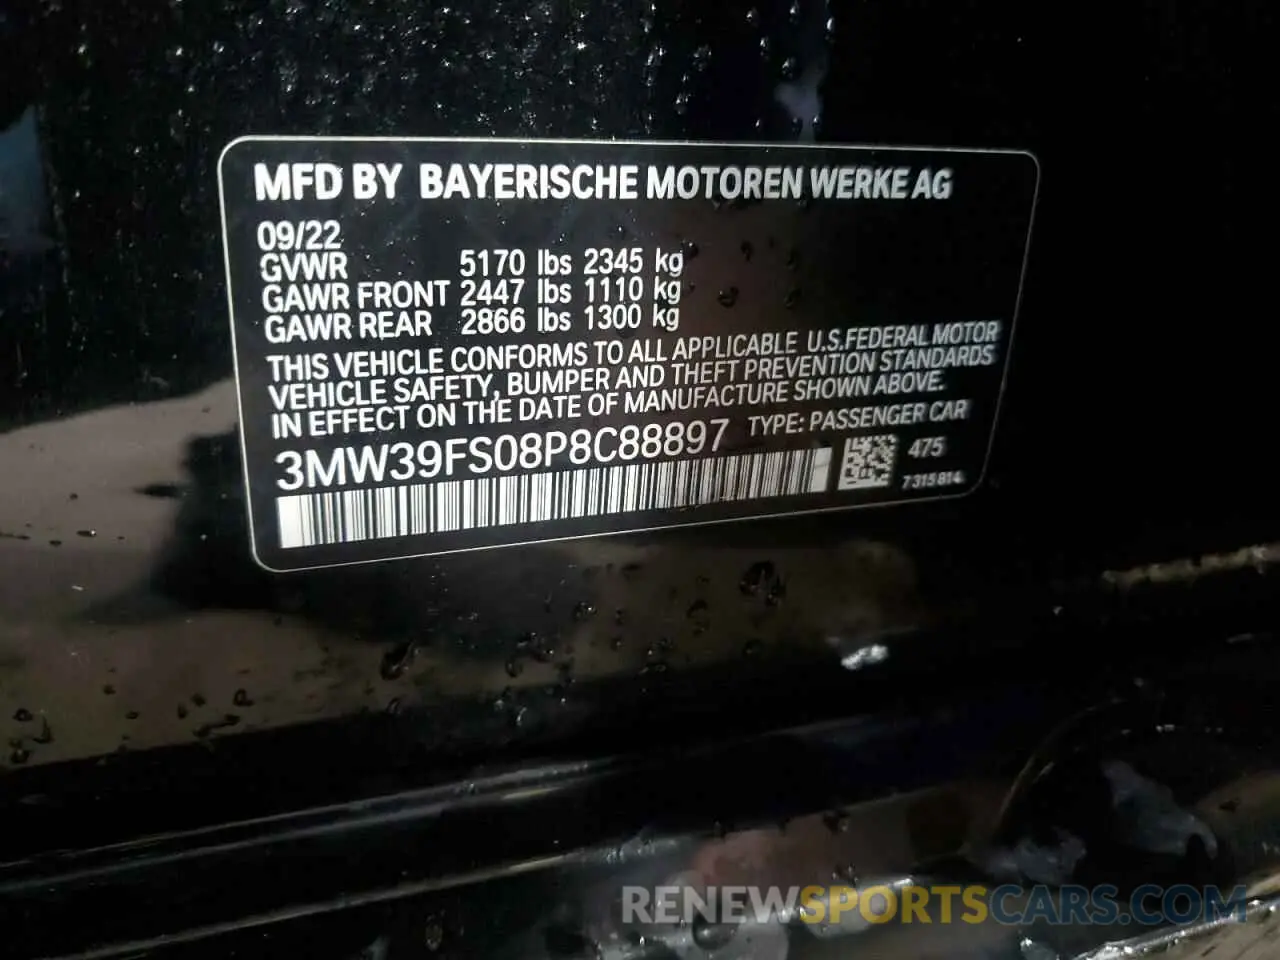 MFD BY BAYERISCHE MOTOREN WERKE AG
09/22
GVWR 5170 lbs 2345 kg
GAWR FRONT 2447 lbs 1110 kg
GAWR REAR 2866 lbs 1300 kg
THIS VEHICLE CONFORMS TO ALL APPLICABLE U.S.FEDERAL MOTOR
VEHICLE SAFETY, BUMPER AND THEFT PREVENTION STANDARDS
IN EFFECT ON THE DATE OF MANUFACTURE SHOWN ABOVE.
3MW39FS08P8C88897 TYPE: PASSENGER CAR
475
7315814
RENEWSPORTSCARS.COM